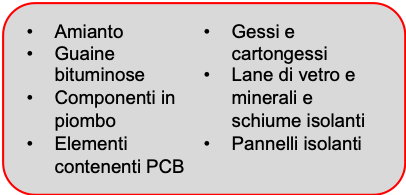 • Amianto
• Guaine
bituminose
• Componenti in
piombo
• Elementi
contenenti PCB
• Gessi e
cartongessi
• Lane di vetro e
minerali e
schiume isolanti
• Pannelli isolanti